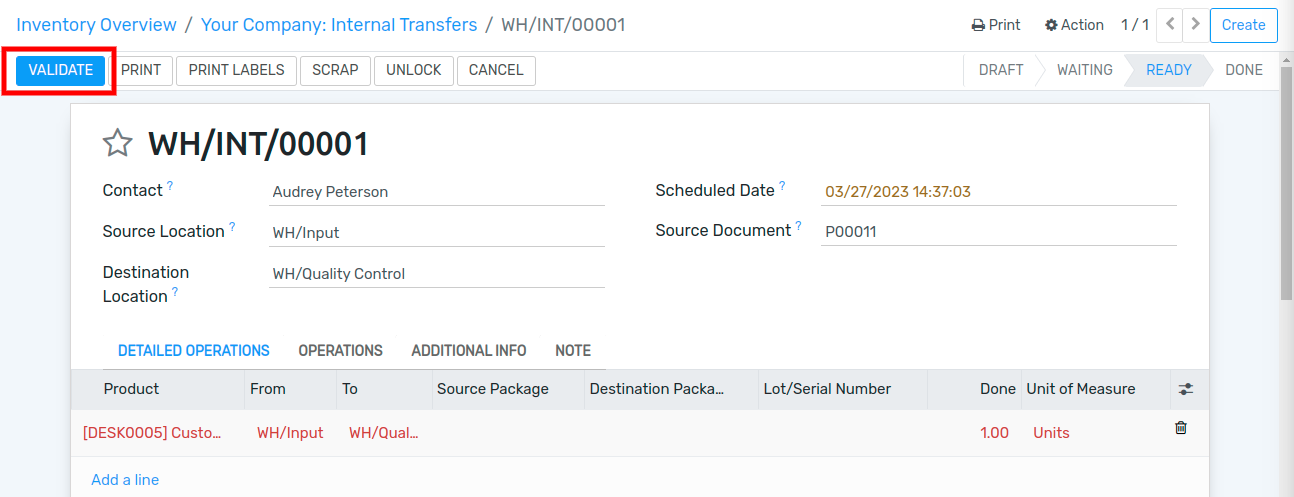 Inventory Overview / Your Company: Internal Transfers / WH/INT/00001
Print Action 1 / 1 Create
VALIDATE PRINT PRINT LABELS SCRAP UNLOCK CANCEL DRAFT WAITING READY DONE
WH/INT/00001
Contact ? Audrey Peterson
Scheduled Date ? 03/27/2023 14:37:03
Source Location ? WH/Input
Source Document ? P00011
Destination
Location ? WH/Quality Control
DETAILED OPERATIONS OPERATIONS ADDITIONAL INFO NOTE
Product From To Source Package Destination Packa... Lot/Serial Number Done Unit of Measure
[DESK0005] Custo... WH/Input WH/Qual... 1.00 Units
Add a line